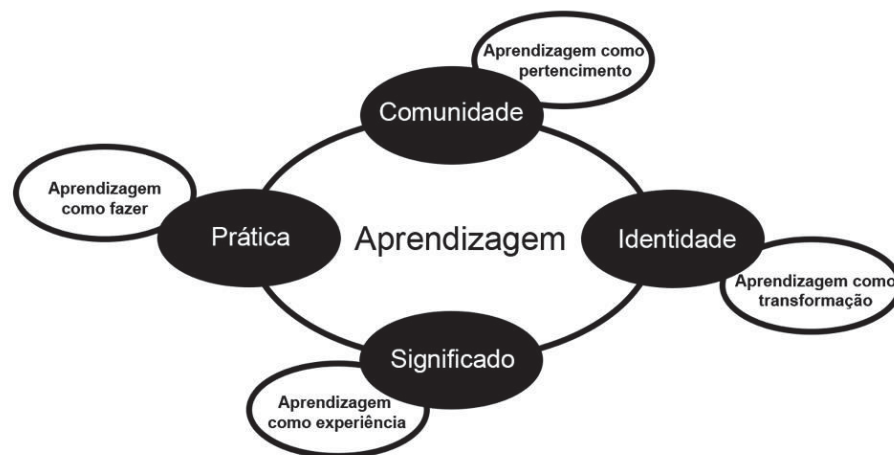 Aprendizagem como
pertencimento
Comunidade
Aprendizagem
como fazer
Prática
Aprendizagem
Identidade
Aprendizagem como
transformação
Significado
Aprendizagem
como experiência